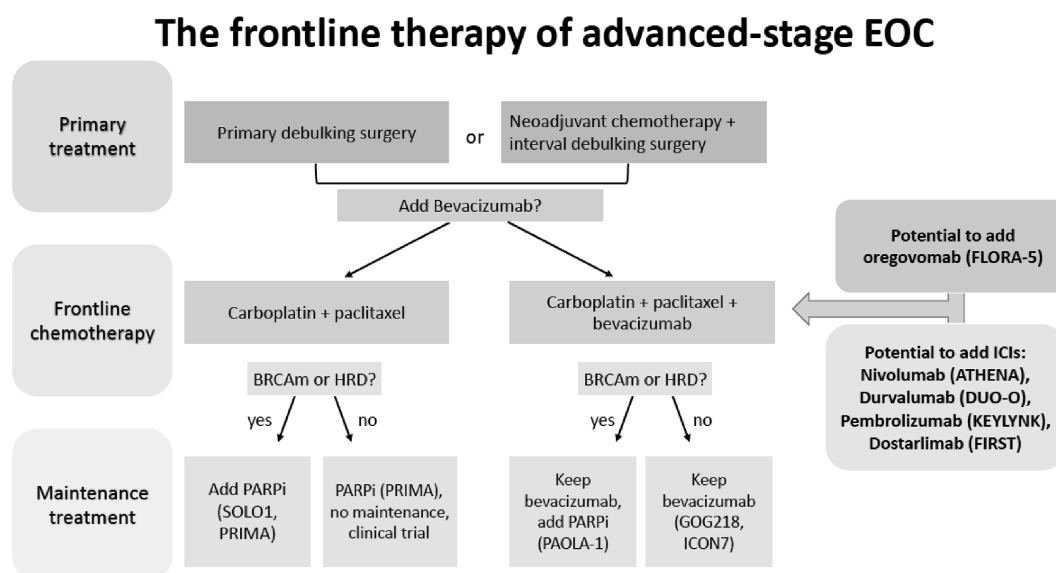 The frontline therapy of advanced-stage EOC
Primary
treatment
Primary debulking surgery
or
Neoadjuvant chemotherapy +
interval debulking surgery
Add Bevacizumab?
Potential to add
oregovomab (FLORA-5)
Frontline
chemotherapy
Carboplatin + paclitaxel
Carboplatin + paclitaxel +
bevacizumab
Potential to add ICIs:
Nivolumab (ATHENA),
Durvalumab (DUO-O),
Pembrolizumab (KEYLYNK),
Dostarlimab (FIRST)
BRCAm or HRD?
yes
no
BRCAm or HRD?
yes
no
Maintenance
treatment
Add PARPi
(SOLO1,
PRIMA)
PARPi (PRIMA),
no maintenance,
clinical trial
Keep
bevacizumab,
add PARPi
(PAOLA-1)
Keep
bevacizumab
(GOG218,
ICON7)